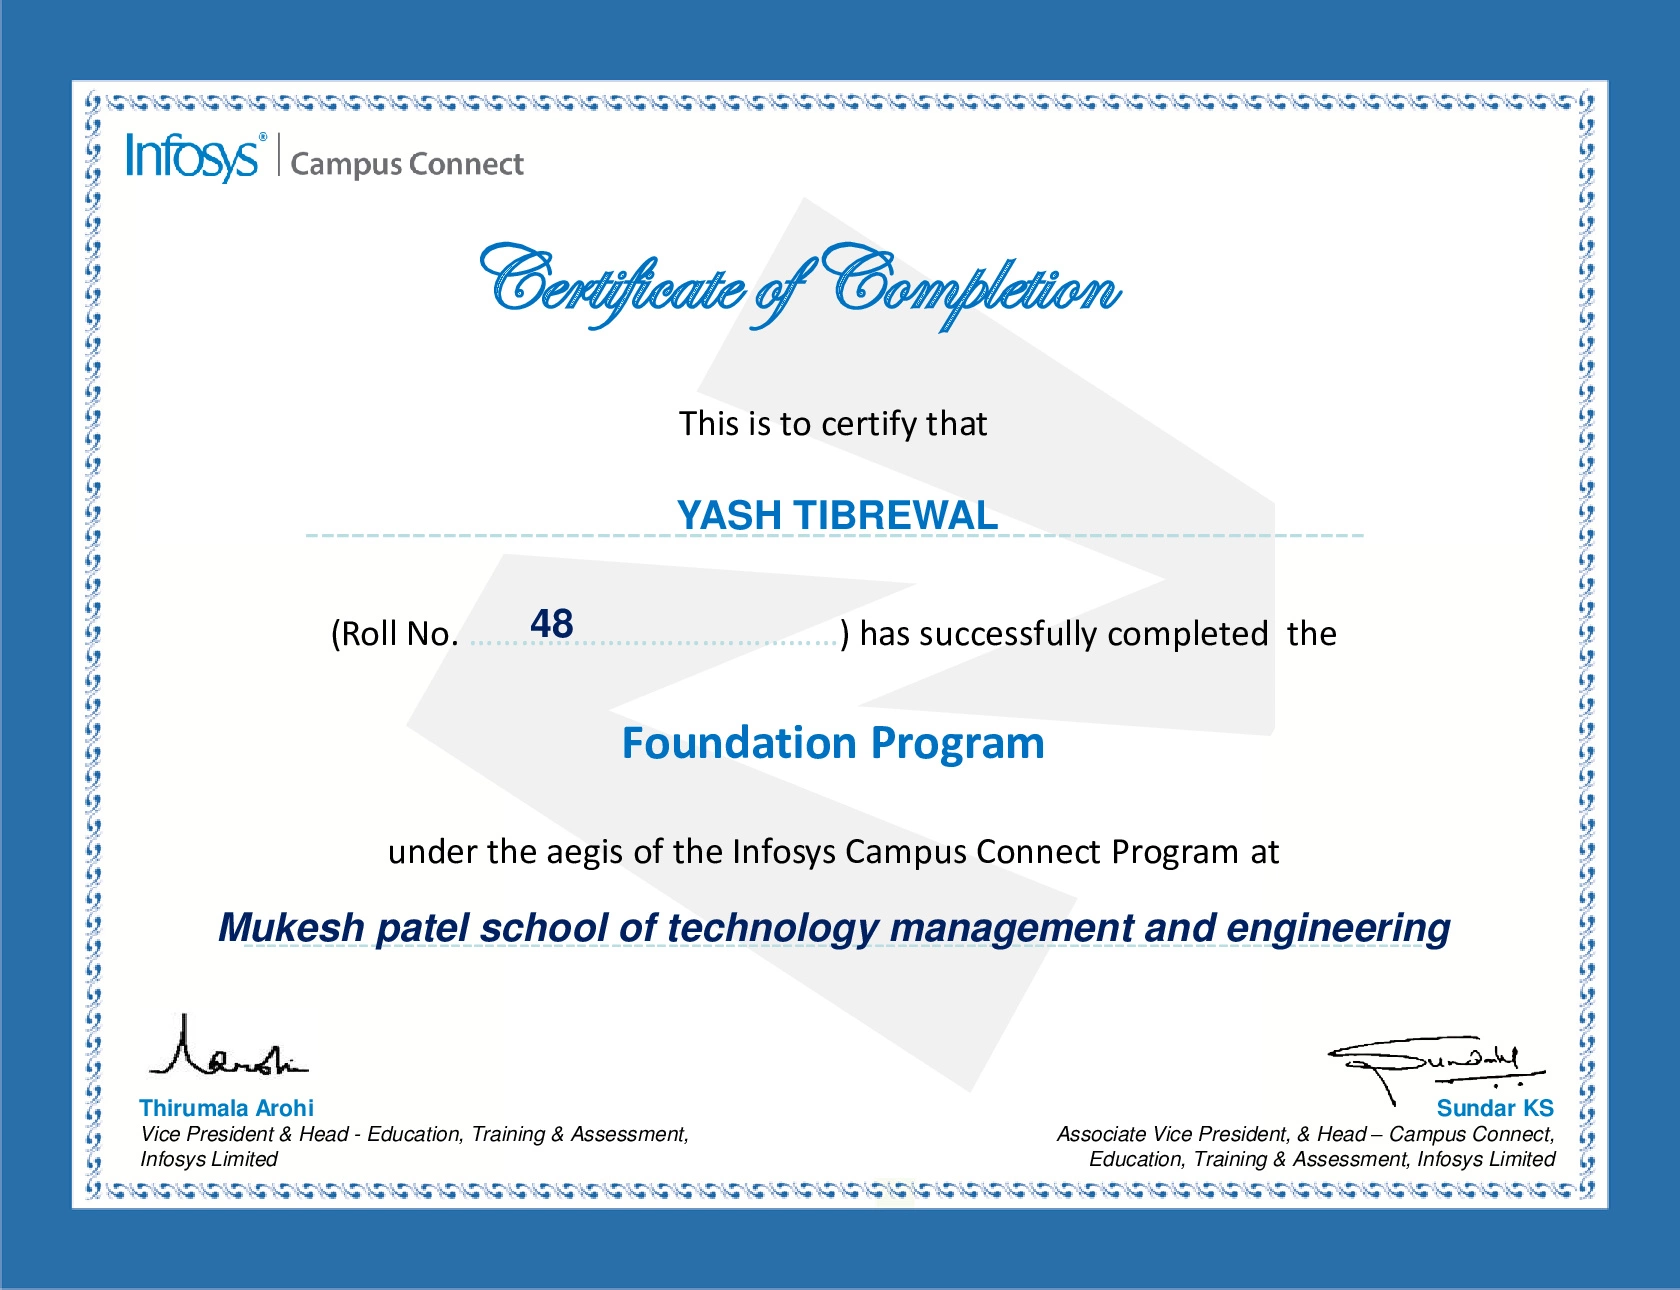 Infosys® | Campus Connect
Certificate of Completion
This is to certify that
YASH TIBREWAL
(Roll No. 48 ) has successfully completed the
Foundation Program
under the aegis of the Infosys Campus Connect Program at
Mukesh patel school of technology management and engineering
Thirumala Arohi
Vice President & Head - Education, Training & Assessment,
Infosys Limited
Sundar KS
Associate Vice President, & Head – Campus Connect,
Education, Training & Assessment, Infosys Limited